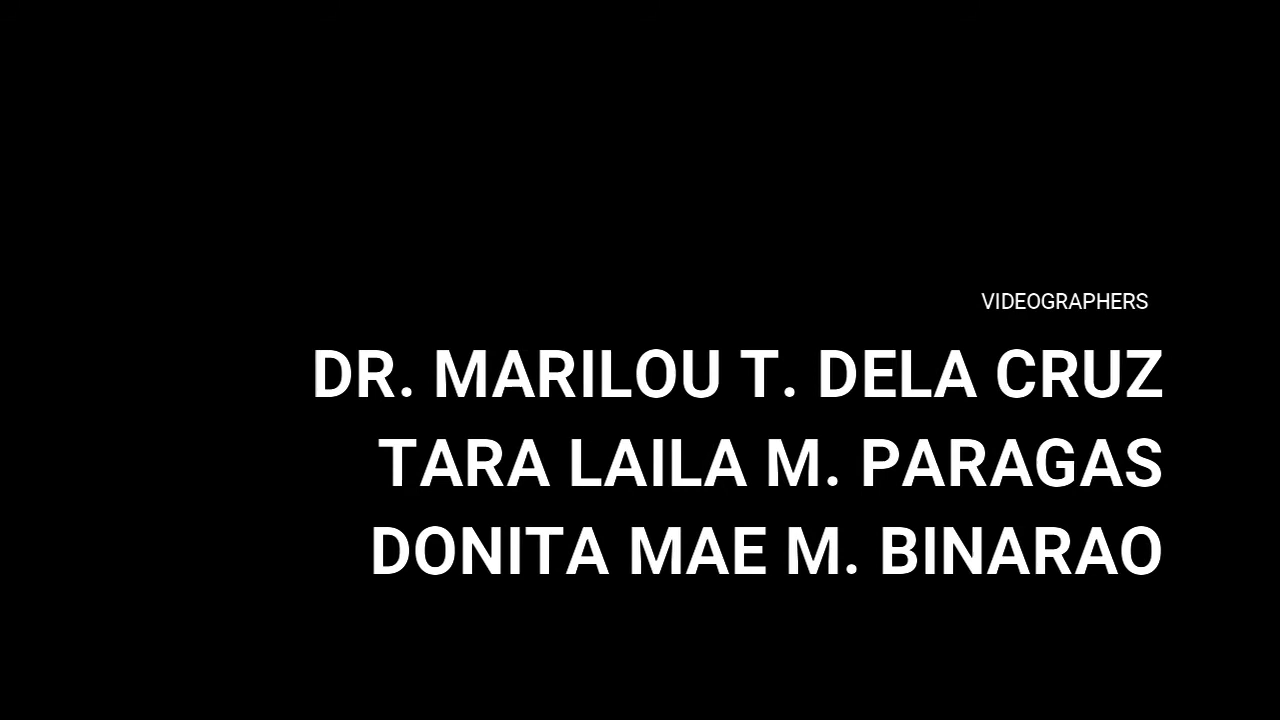 VIDEOGRAPHERS
DR. MARILOU T. DELA CRUZ
TARA LAILA M. PARAGAS
DONITA MAE M. BINARAO